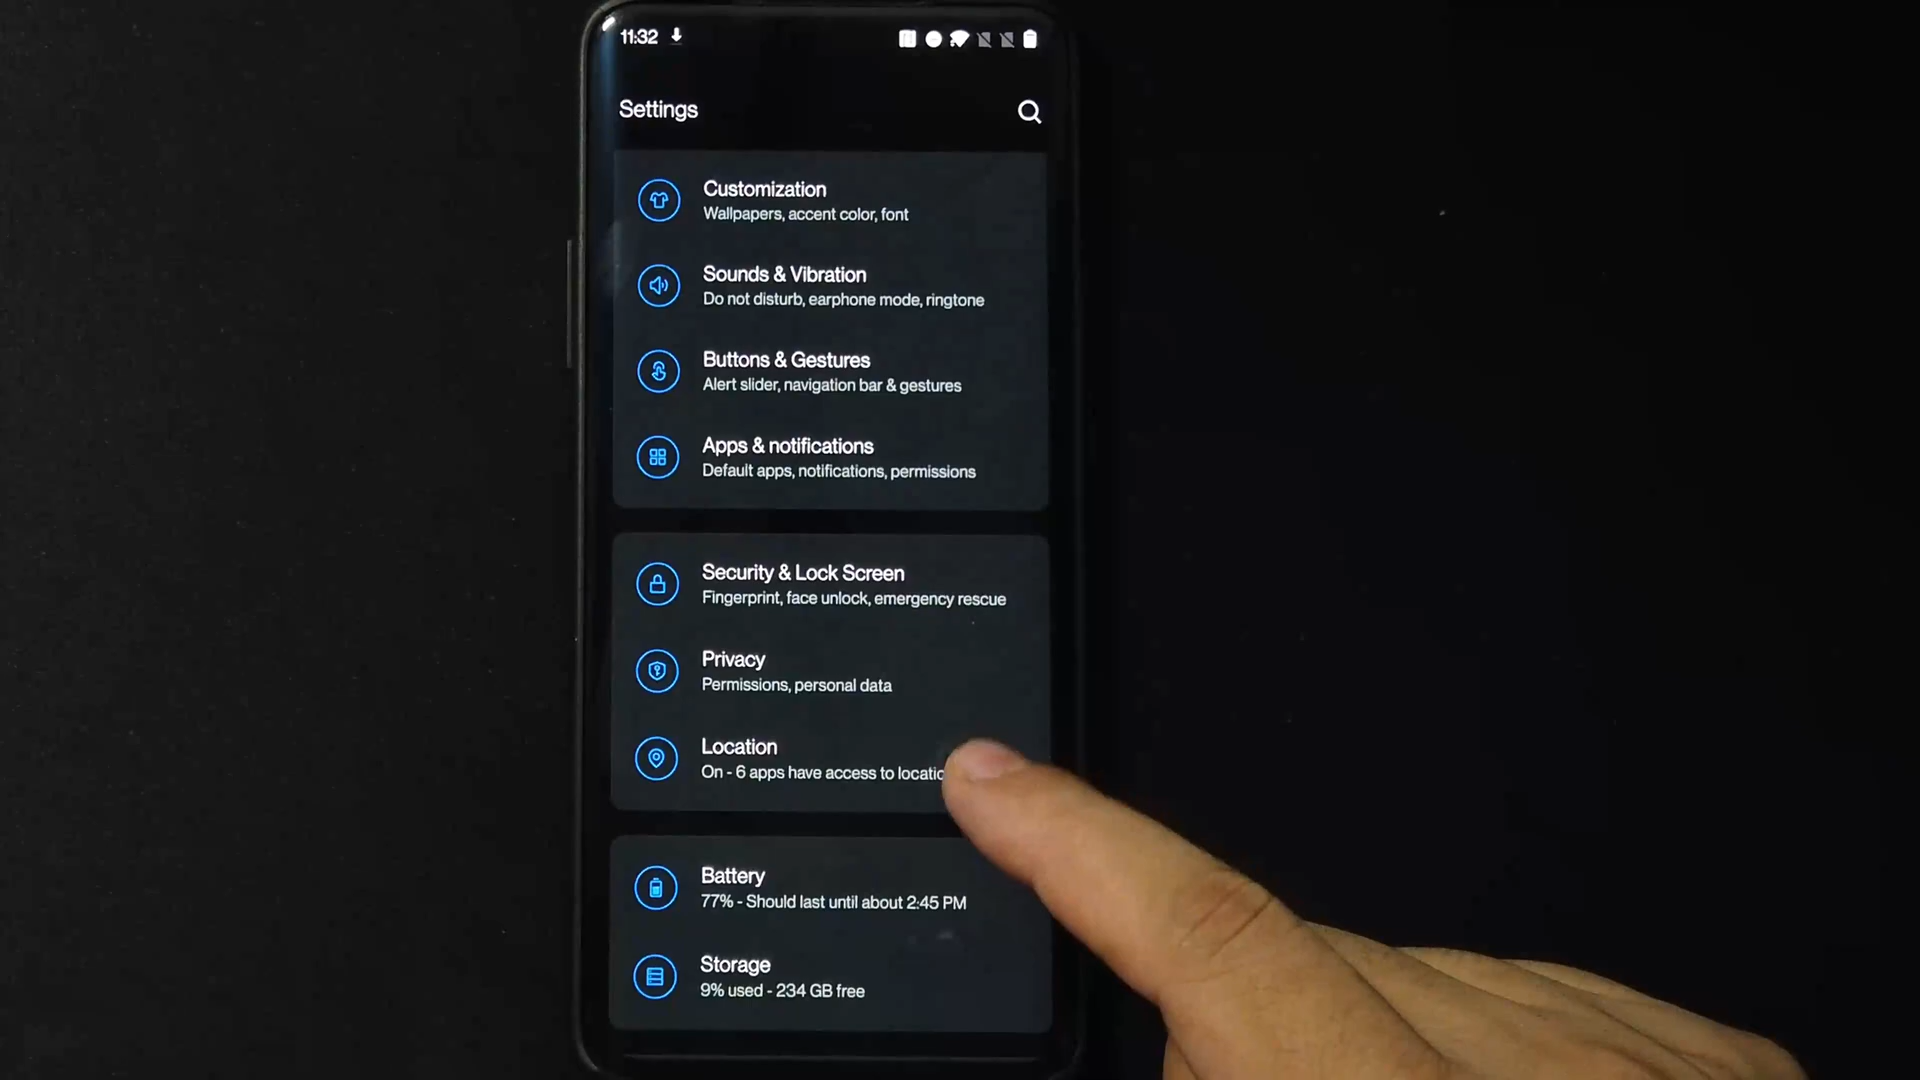 11:32
Settings
Customization
Wallpapers, accent color, font
Sounds & Vibration
Do not disturb, earphone mode, ringtone
Buttons & Gestures
Alert slider, navigation bar & gestures
Apps & notifications
Default apps, notifications, permissions
Security & Lock Screen
Fingerprint, face unlock, emergency rescue
Privacy
Permissions, personal data
Location
On - 6 apps have access to
Battery
77% - Should last until about 2:45 PM
Storage
9% used - 234 GB free